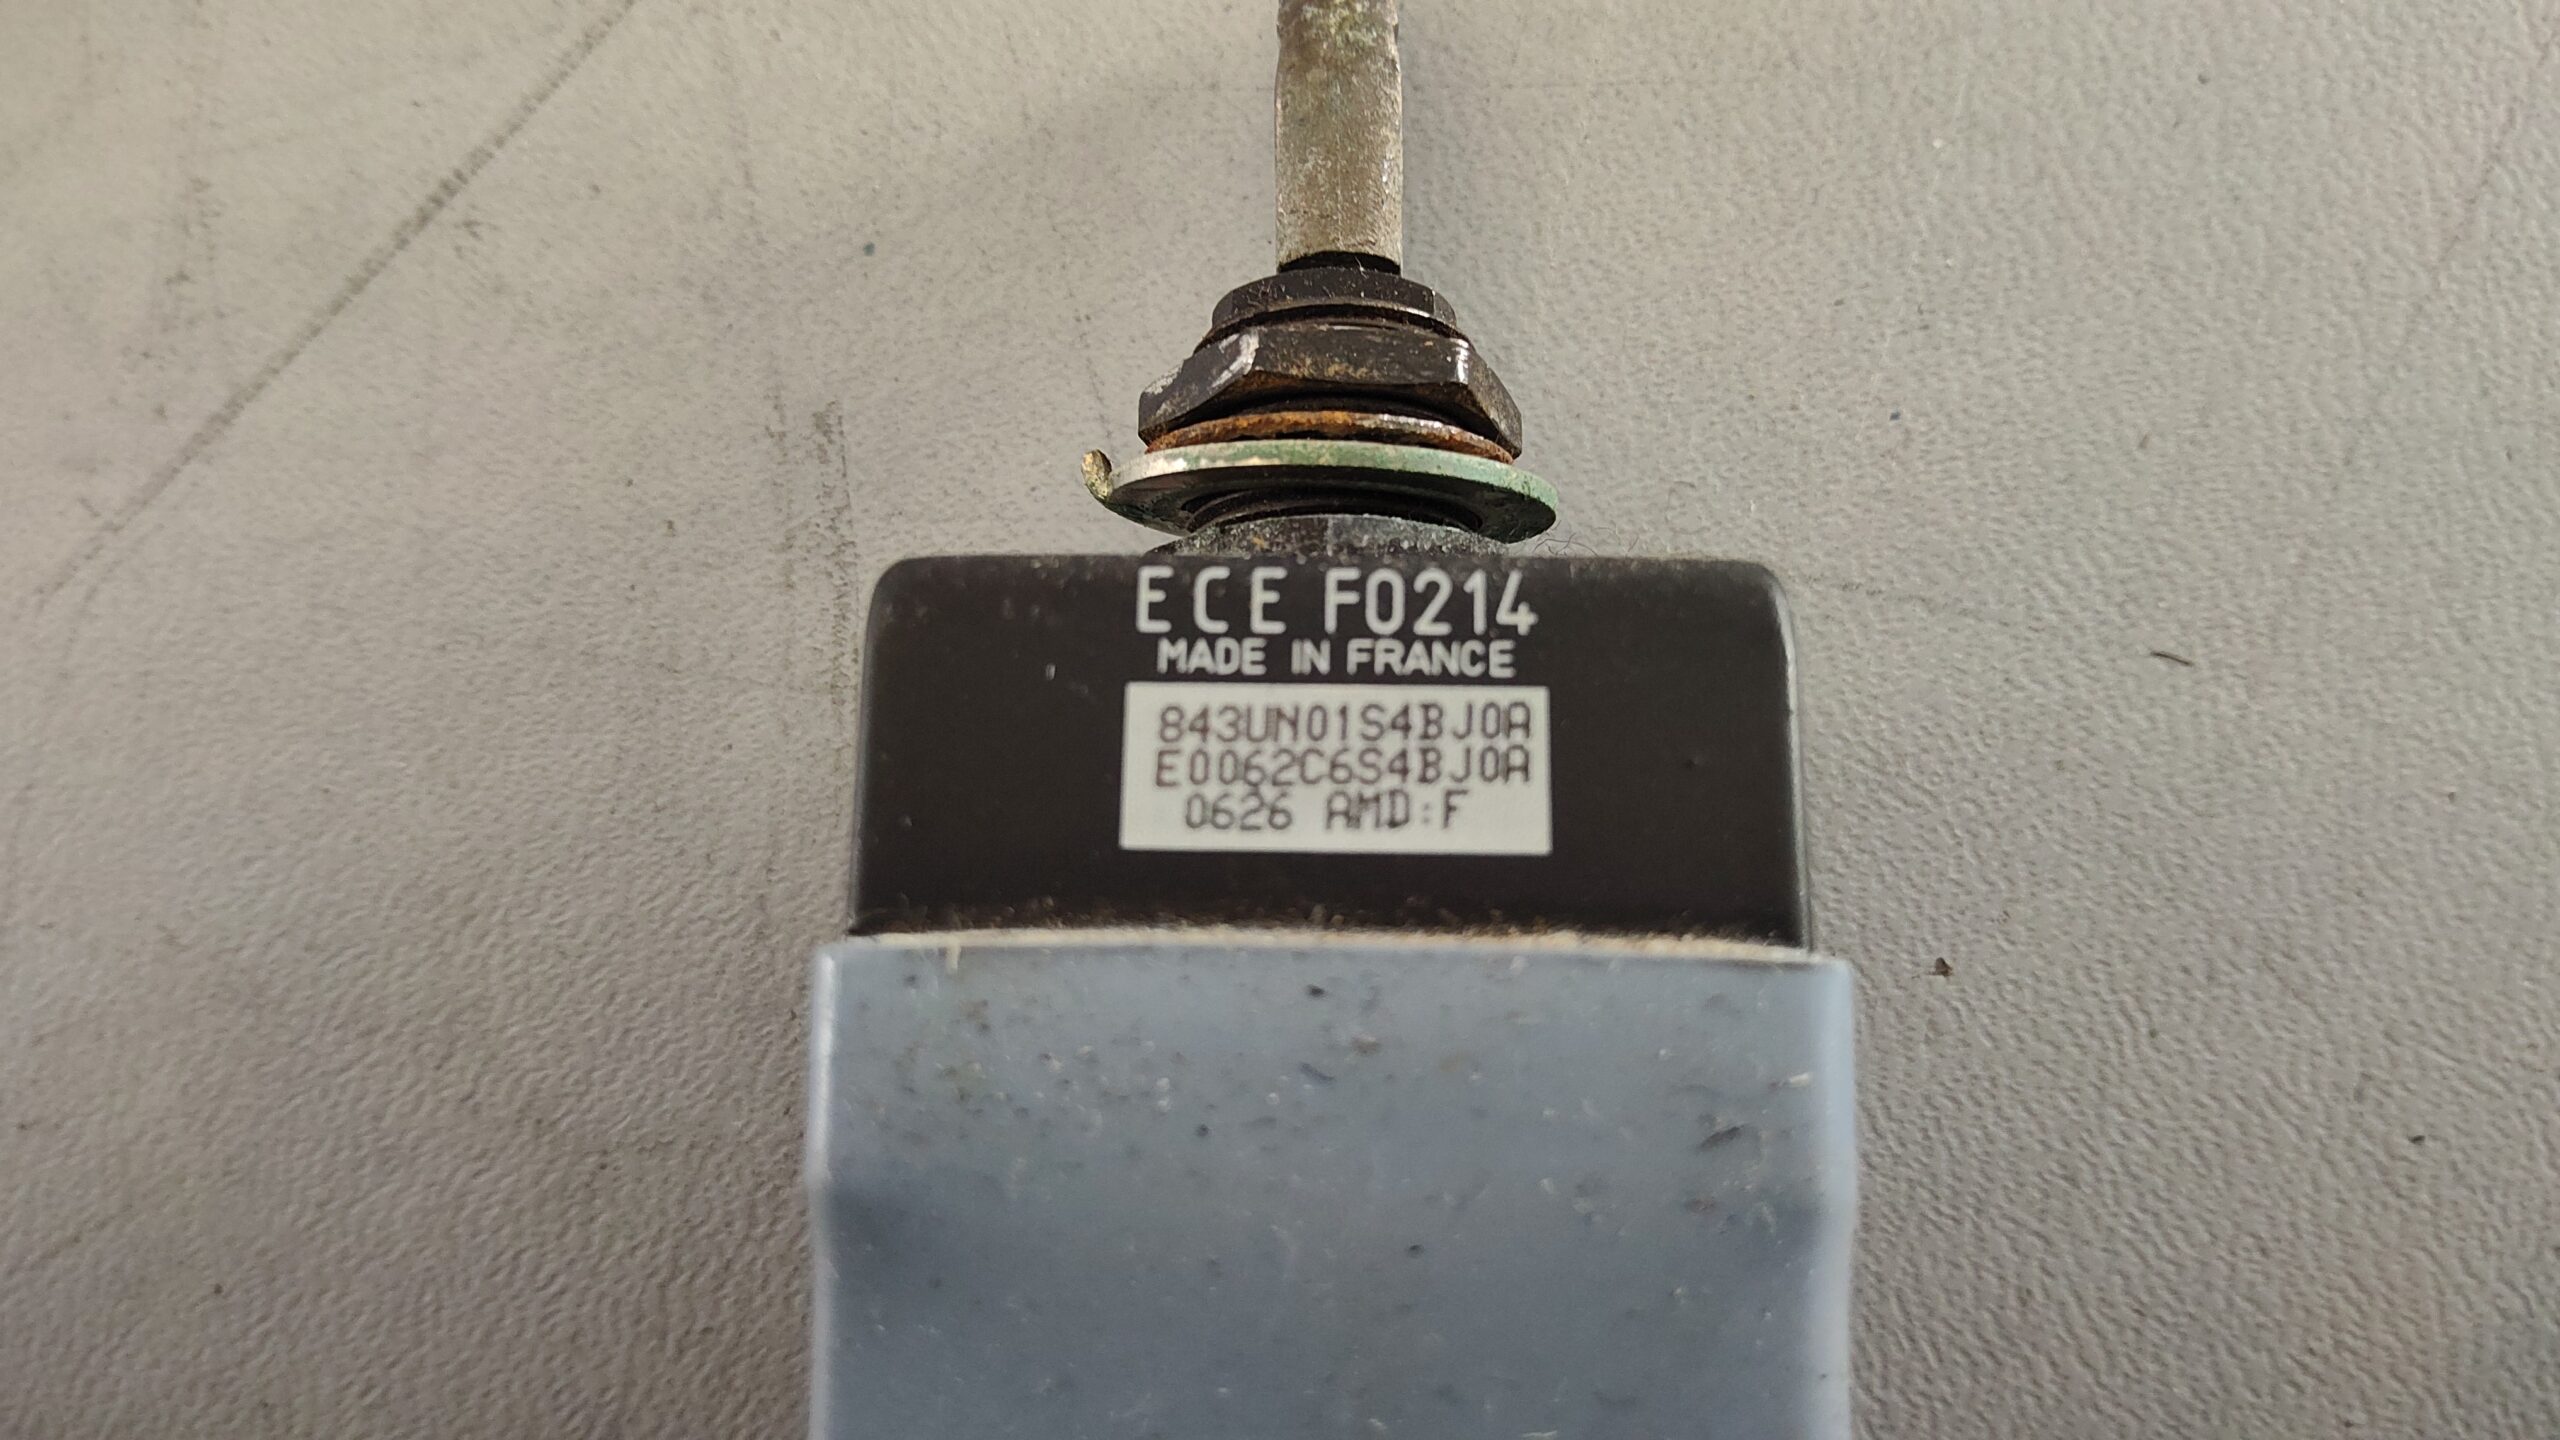 ECE F0214
MADE IN FRANCE
843UN01S4BJ0A
E0062C6S4BJ0A
0626 AMD:F